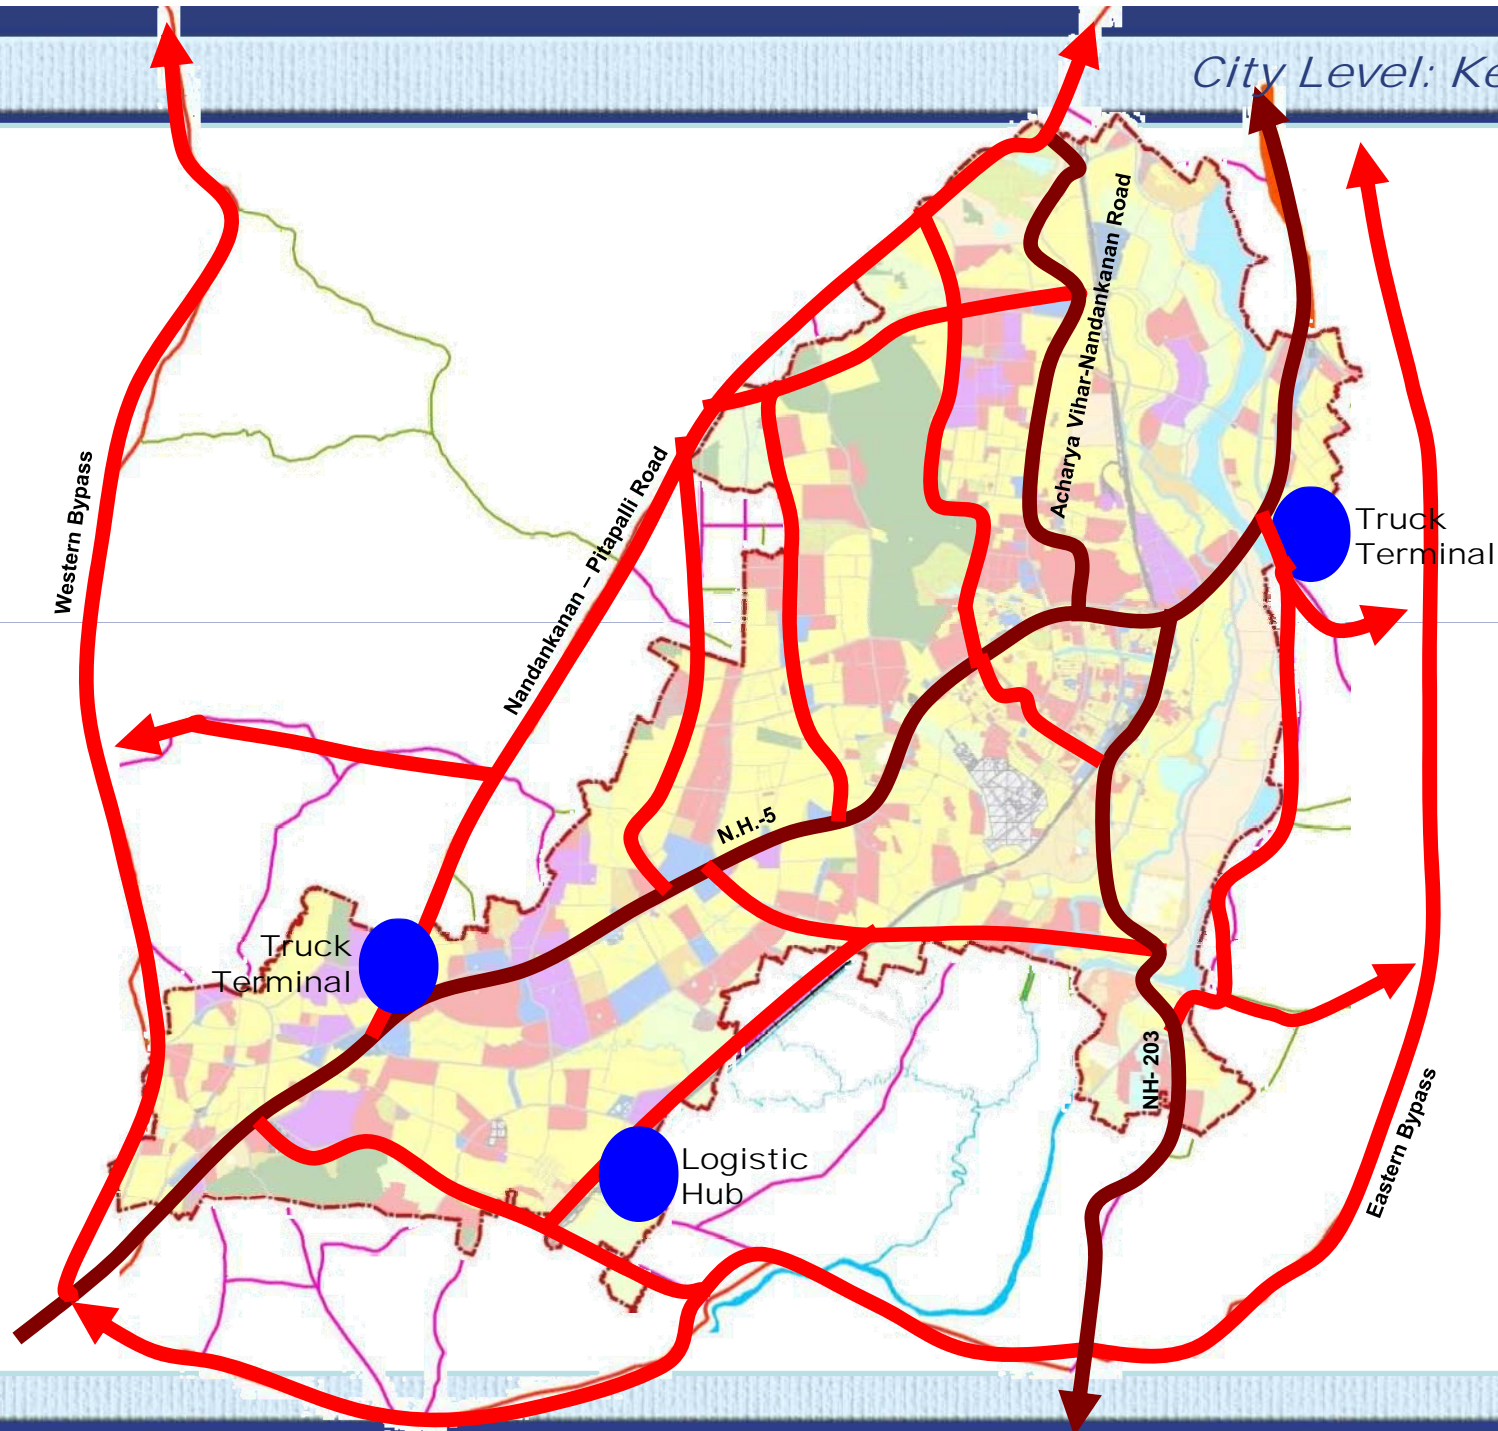 City Level: Ke
Acharya Vihar-Nandankanan Road
Western Bypass
Nandankanan – Pitapalli Road
Truck
Terminal
N.H.-5
Truck
Terminal
NH- 203
Logistic
Hub
Eastern Bypass